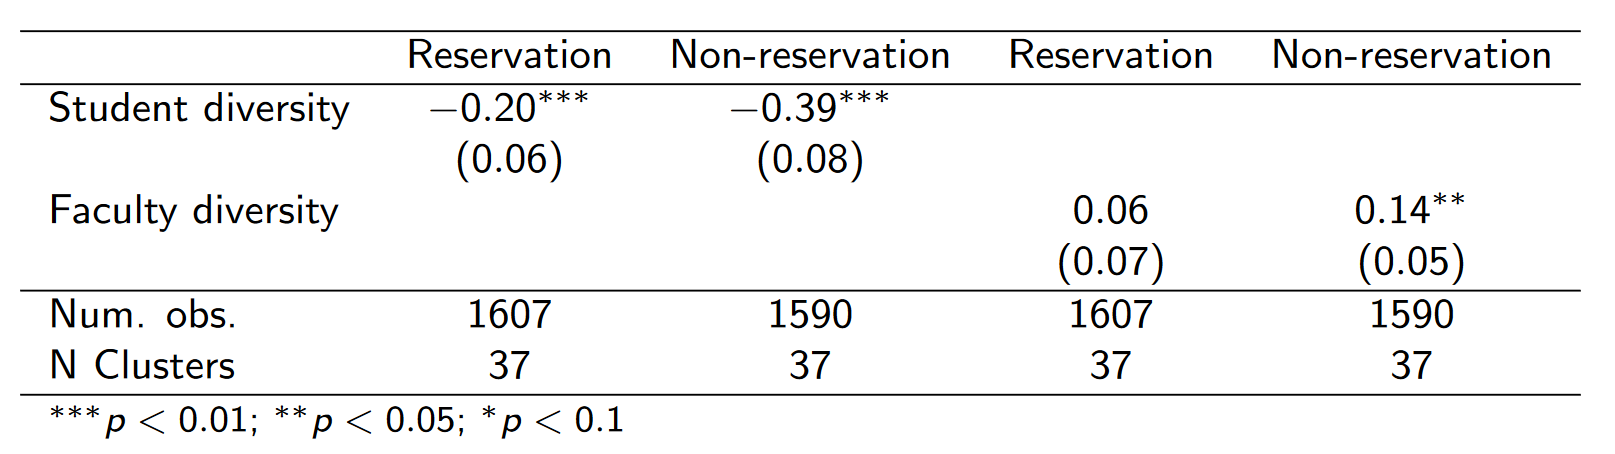 Reservation Non-reservation Reservation Non-reservation
Student diversity −0.20*** −0.39***
(0.06) (0.08)
Faculty diversity 0.06 0.14**
(0.07) (0.05)
Num. obs. 1607 1590 1607 1590
N Clusters 37 37 37 37
***p < 0.01; **p < 0.05; *p < 0.1